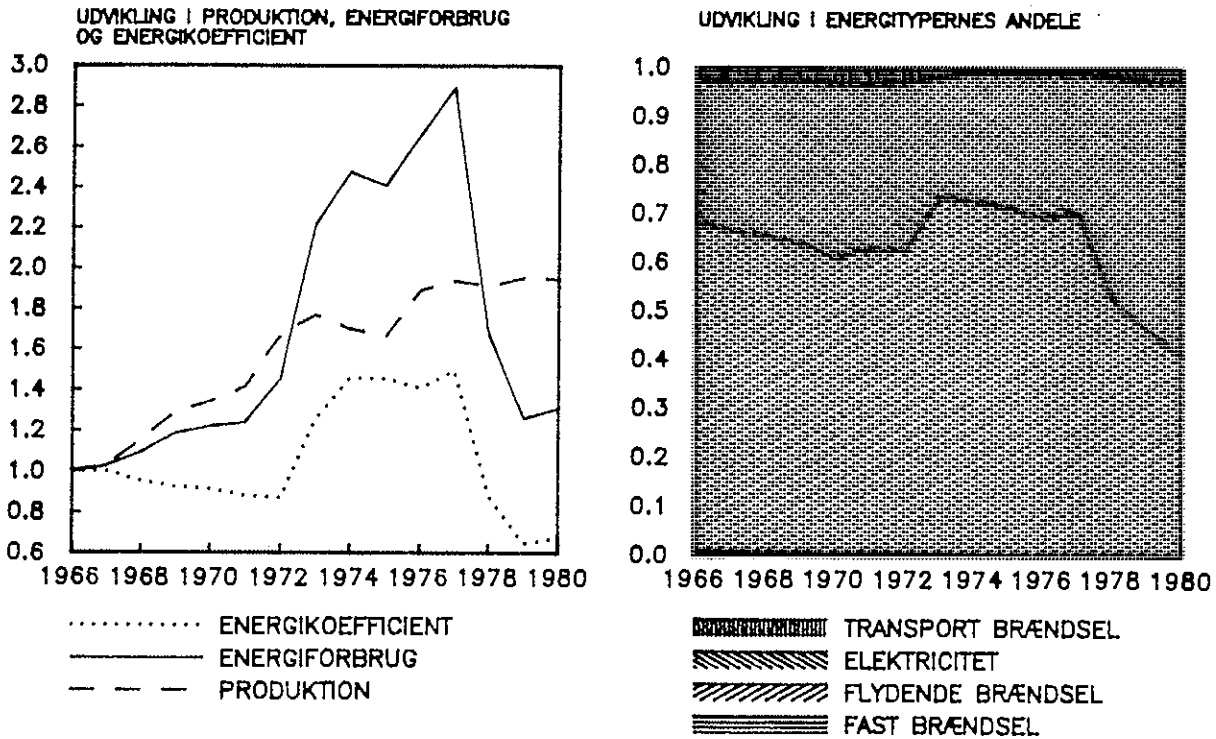 UDVIKLING I PRODUKTION, ENERGIFORBRUG
OG ENERGIKOEFFICIENT
3.0
2.8
2.6
2.4
2.2
2.0
1.8
1.6
1.4
1.2
1.0
0.8
0.6
1966 1968 1970 1972 1974 1976 1978 1980
ENERGIKOEFFICIENT
ENERGIFORBRUG
PRODUKTION
UDVIKLING I ENERGITYPERNES ANDELE
1.0
0.9
0.8
0.7
0.6
0.5
0.4
0.3
0.2
0.1
0.0
1966 1968 1970 1972 1974 1976 1978 1980
TRANSPORT BRÆNDSEL
ELEKTRICITET
FLYDENDE BRÆNDSEL
FAST BRÆNDSEL